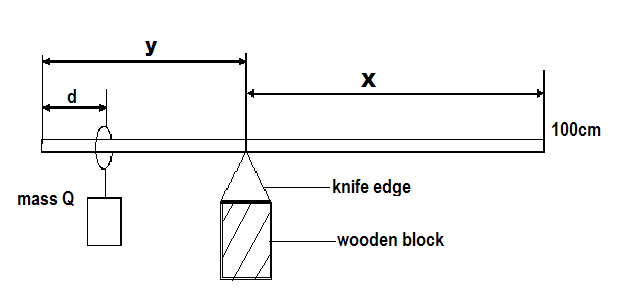 y
x
d
100cm
mass Q
knife edge
wooden block